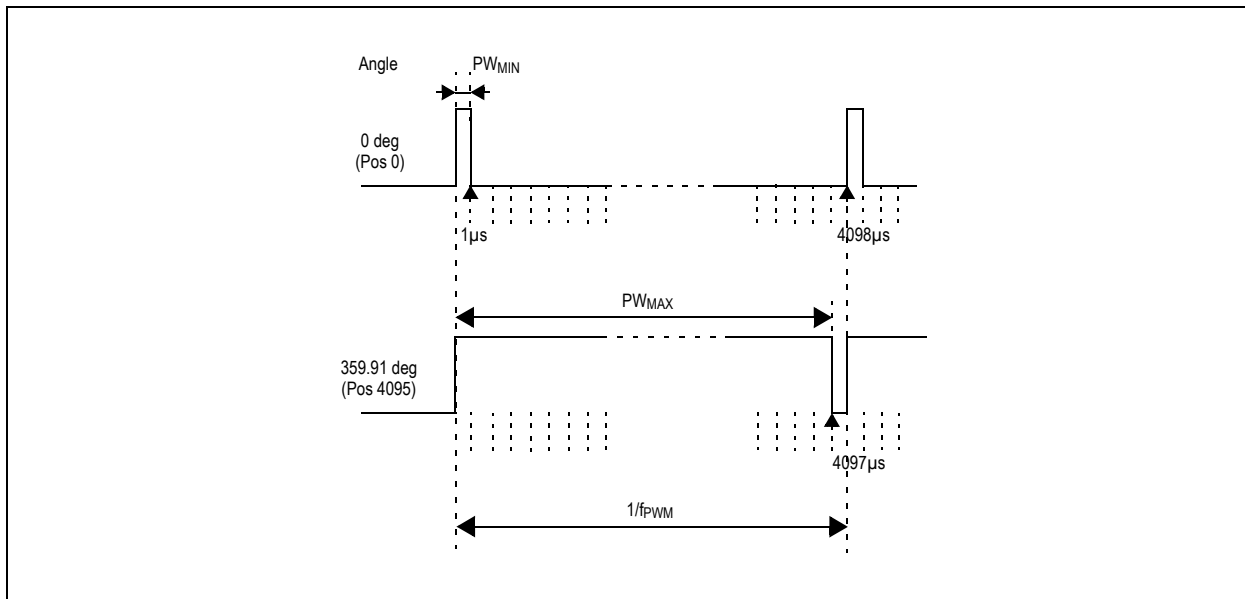 Angle
PWMIN
0 deg
(Pos 0)
1µs
4098µs
PWMAX
359.91 deg
(Pos 4095)
4097µs
1/fPWM